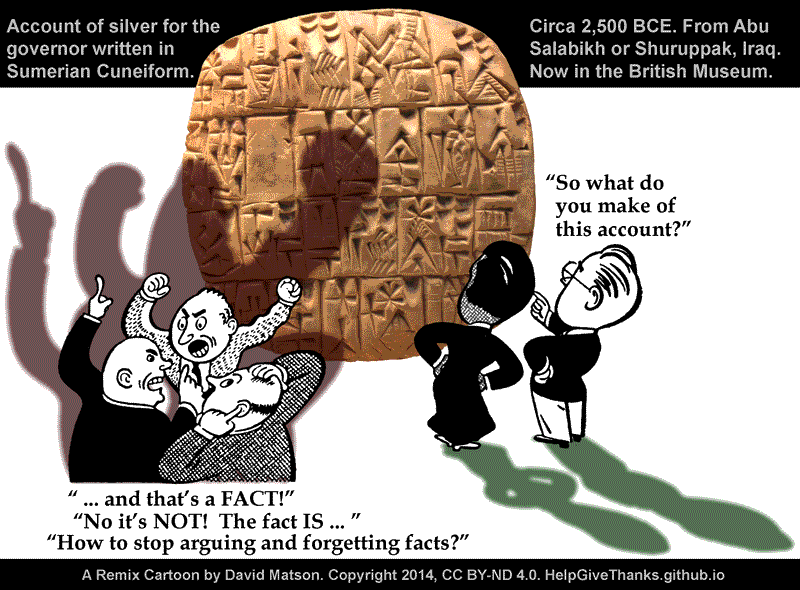 Account of silver for the
governor written in
Sumerian Cuneiform.
Circa 2,500 BCE. From Abu
Salabikh or Shuruppak, Iraq.
Now in the British Museum.
“So what do
you make of
this account?”
“ ... and that’s a FACT!”
“No it’s NOT!  The fact IS ... ”
“How to stop arguing and forgetting facts?”
A Remix Cartoon by David Matson. Copyright 2014, CC BY-ND 4.0. HelpGiveThanks.github.io